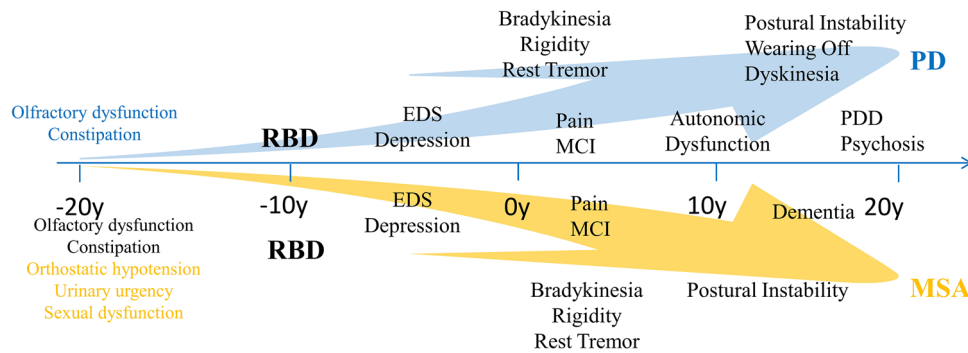 Bradykinesia
Rigidity
Rest Tremor
Postural Instability
Wearing Off
Dyskinesia
PD
Olfractory dysfunction
Constipation
RBD
EDS
Depression
Pain
MCI
Autonomic
Dysfunction
PDD
Psychosis
-20y
-10y
0y
10y
20y
Olfactory dysfunction
Constipation
Orthostatic hypotension
Urinary urgency
Sexual dysfunction
RBD
EDS
Depression
Pain
MCI
Dementia
Bradykinesia
Rigidity
Rest Tremor
Postural Instability
MSA